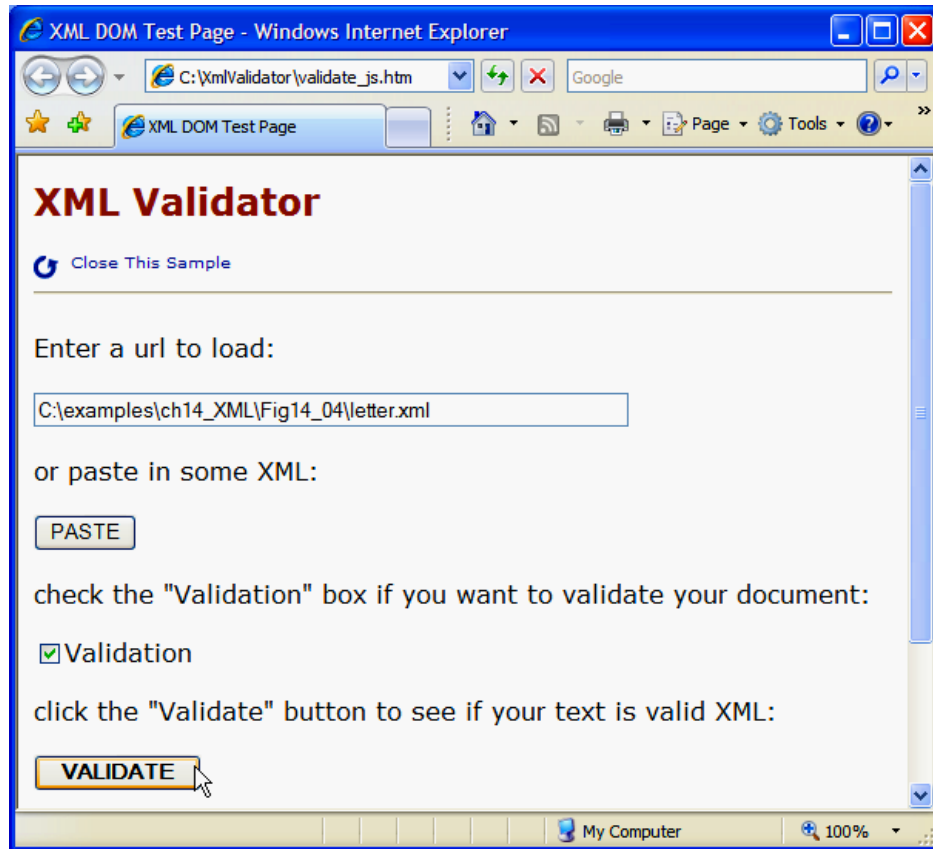 XML DOM Test Page - Windows Internet Explorer
C:\XmlValidator\validate_js.htm Google
XML DOM Test Page Page Tools »
XML Validator
Close This Sample
Enter a url to load:
C:\examples\ch14_XML\Fig14_04\letter.xml
or paste in some XML:
PASTE
check the "Validation" box if you want to validate your document:
Validation
click the "Validate" button to see if your text is valid XML:
VALIDATE
My Computer 100%